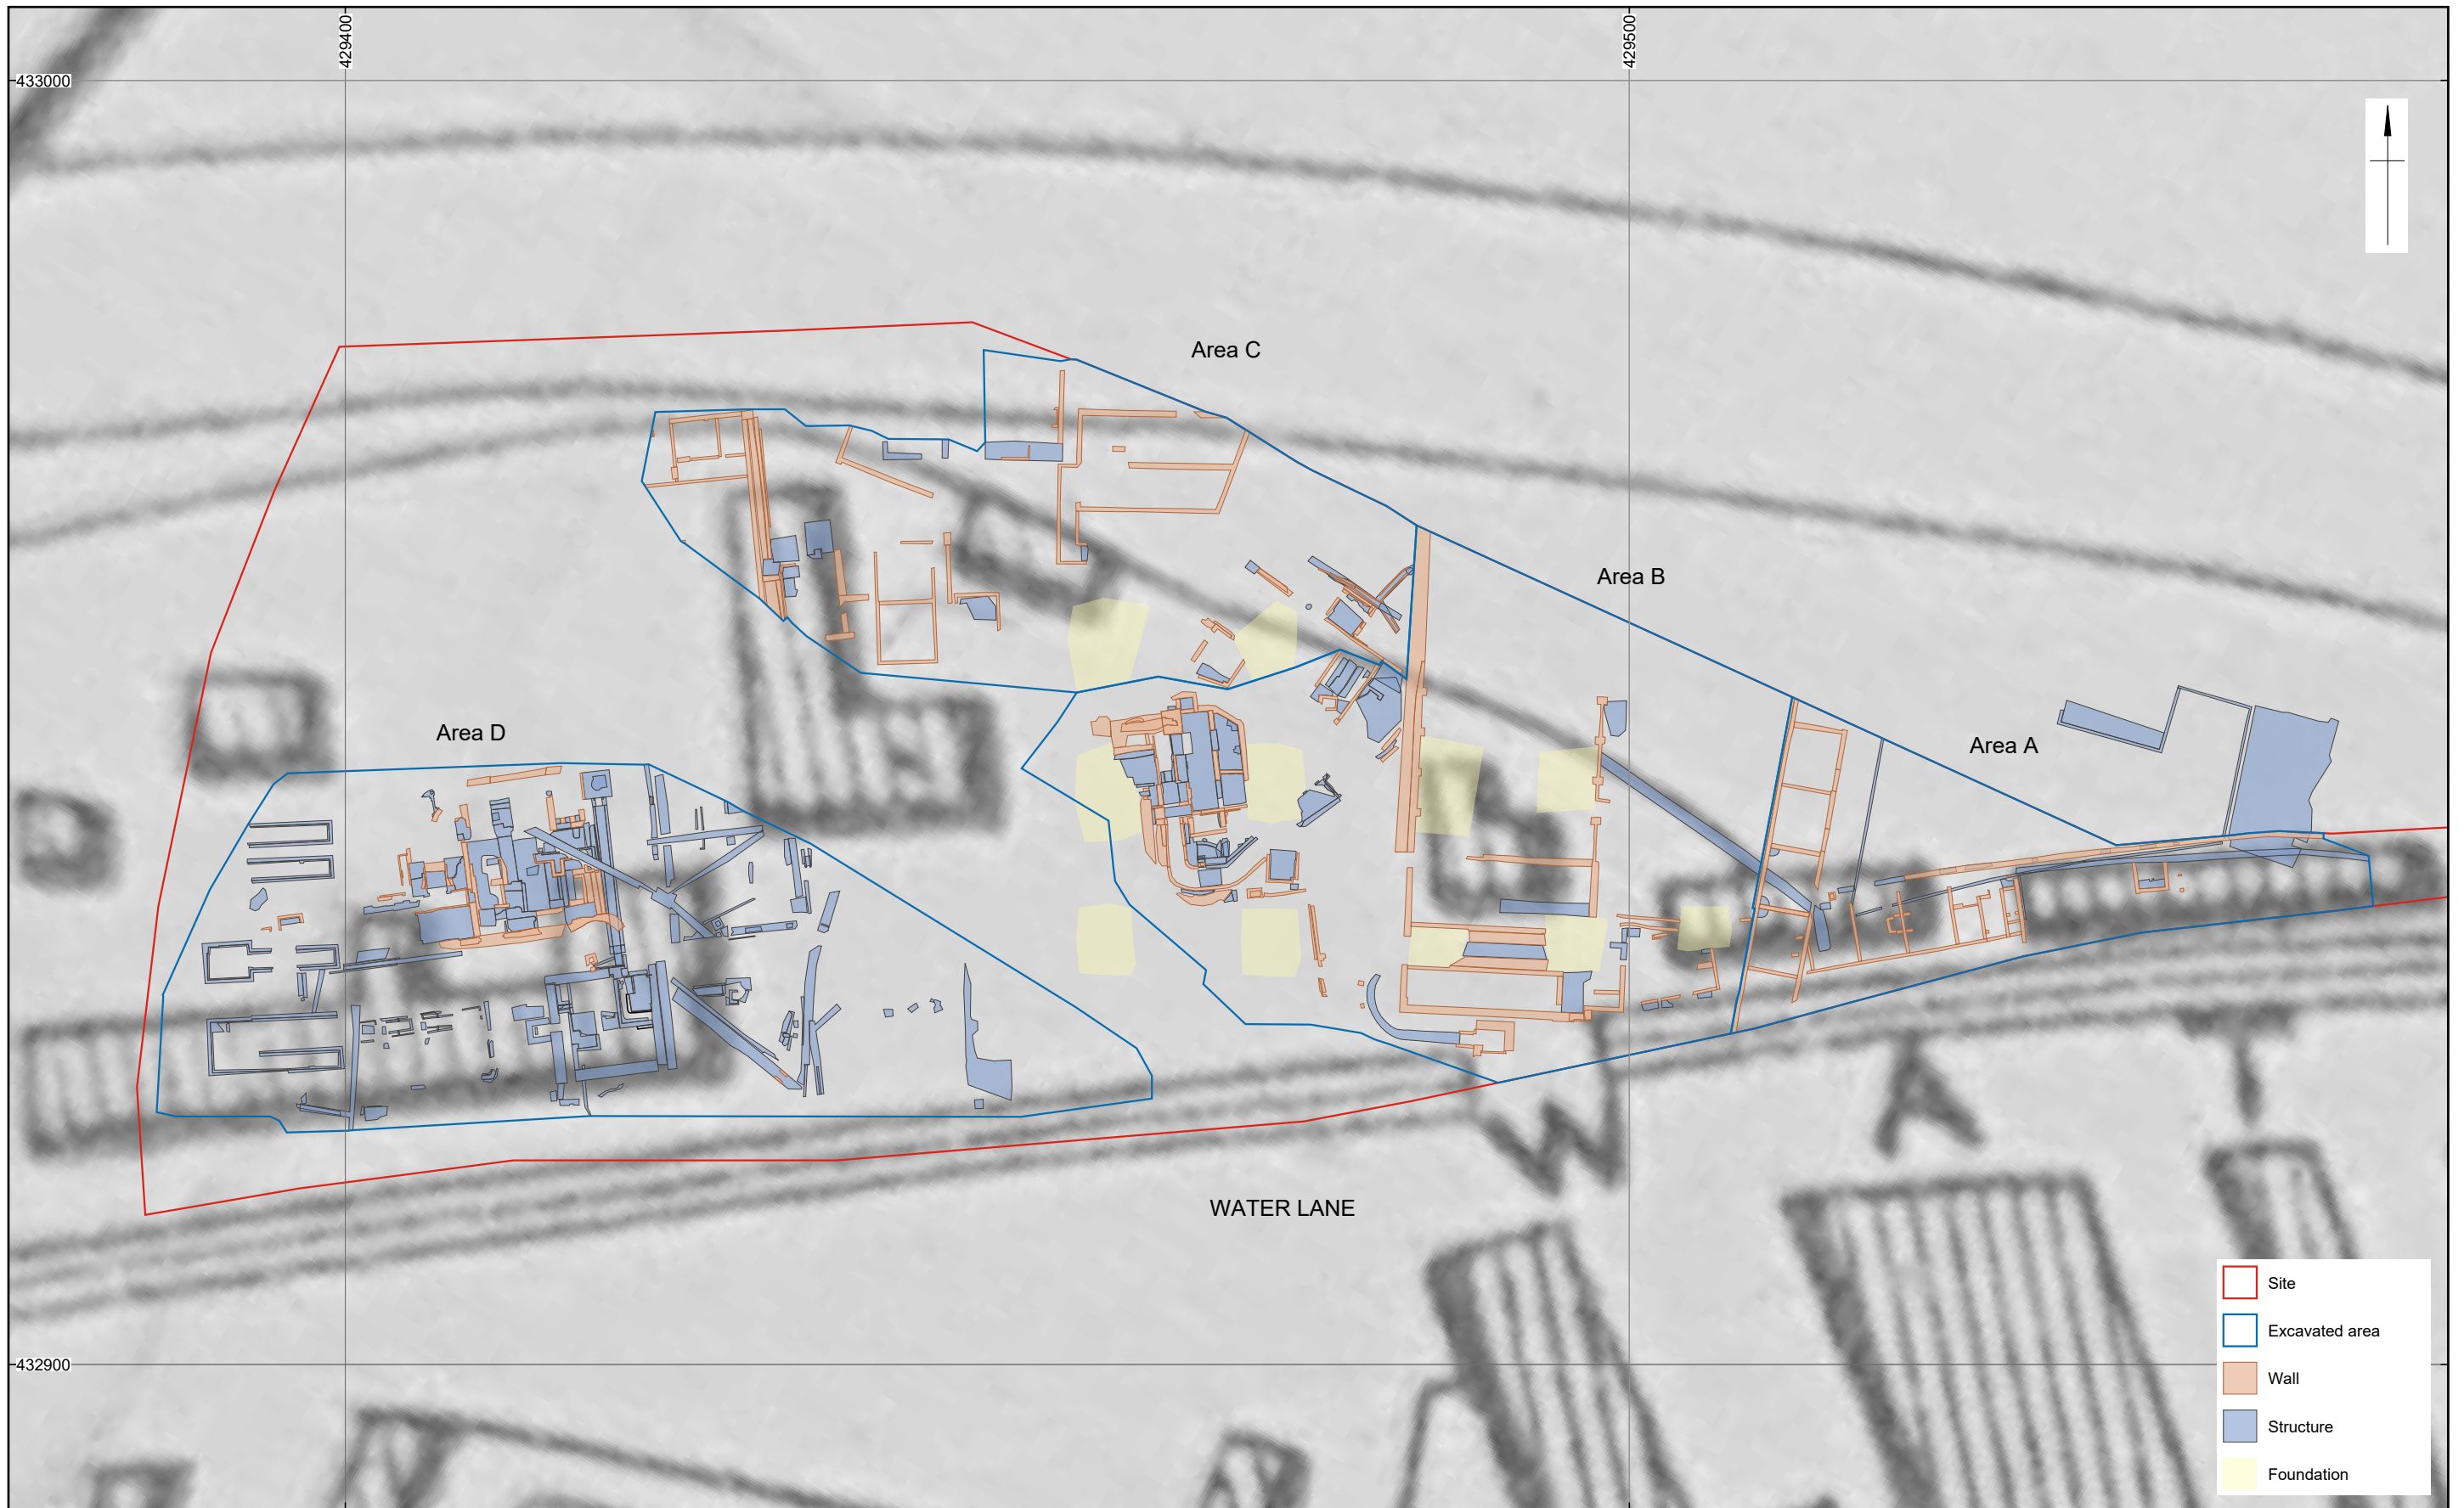 429400
429500
433000
Area C
Area B
Area D
Area A
WATER LANE
W
A
T
Site
Excavated area
432900
Wall
Structure
Foundation